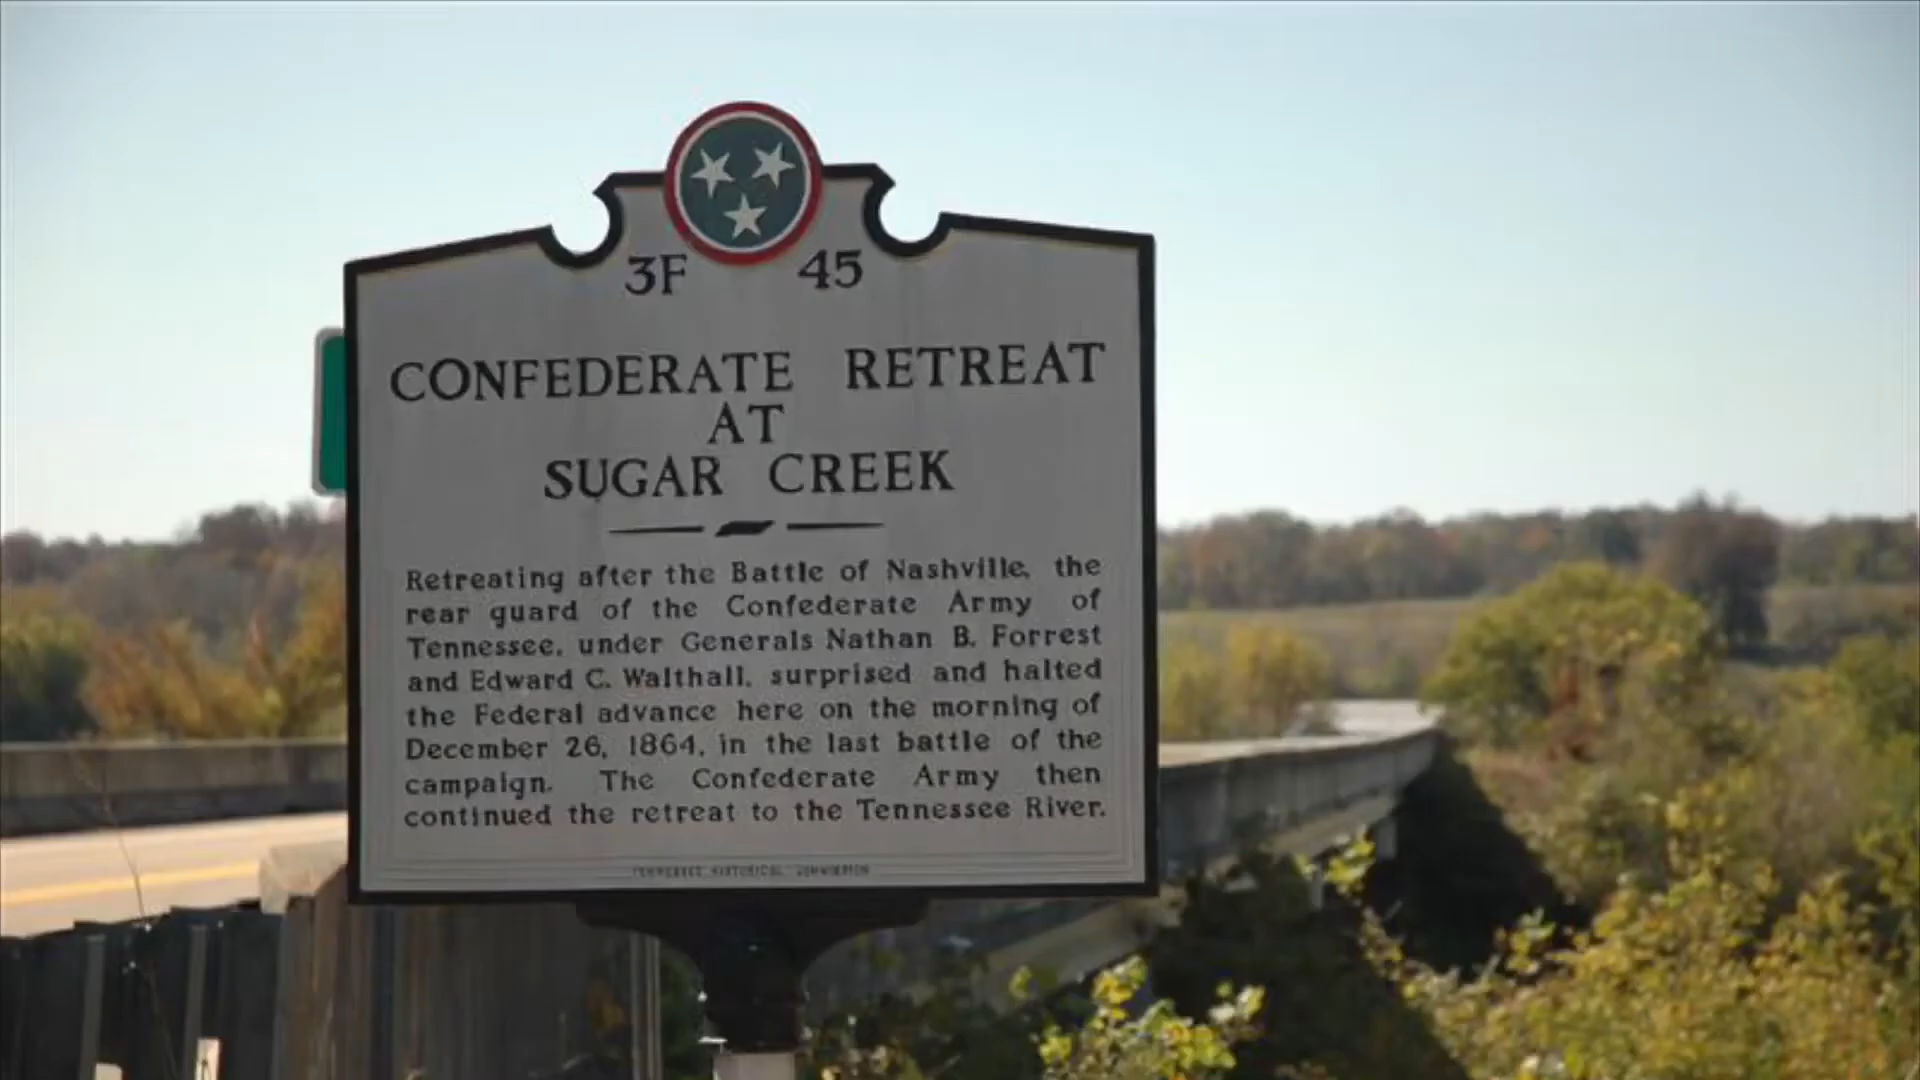 3F 45
CONFEDERATE RETREAT
AT
SUGAR CREEK
Retreating after the Battle of Nashville, the
rear guard of the Confederate Army of
Tennessee, under Generals Nathan B. Forrest
and Edward C. Walthall, surprised and halted
the Federal advance here on the morning of
December 26, 1864, in the last battle of the
campaign. The Confederate Army then
continued the retreat to the Tennessee River.
TENNESSEE HISTORICAL COMMISSION